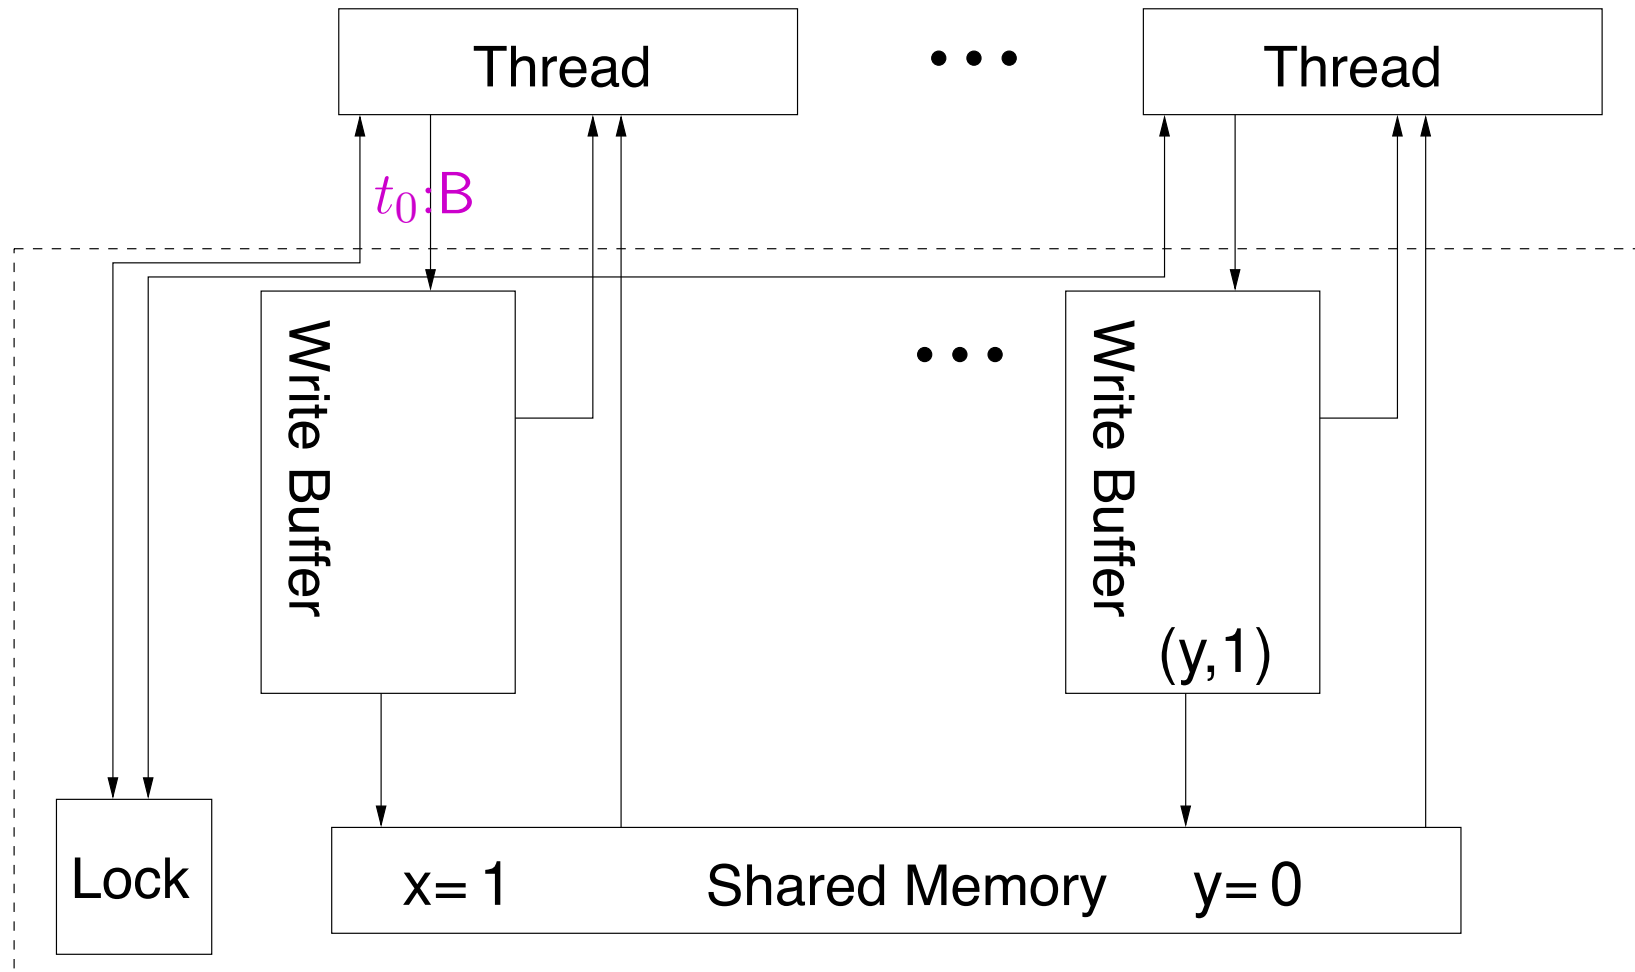 Thread
Thread
t₀:B
Write Buffer
Write Buffer
(y,1)
Lock
x= 1
Shared Memory
y= 0